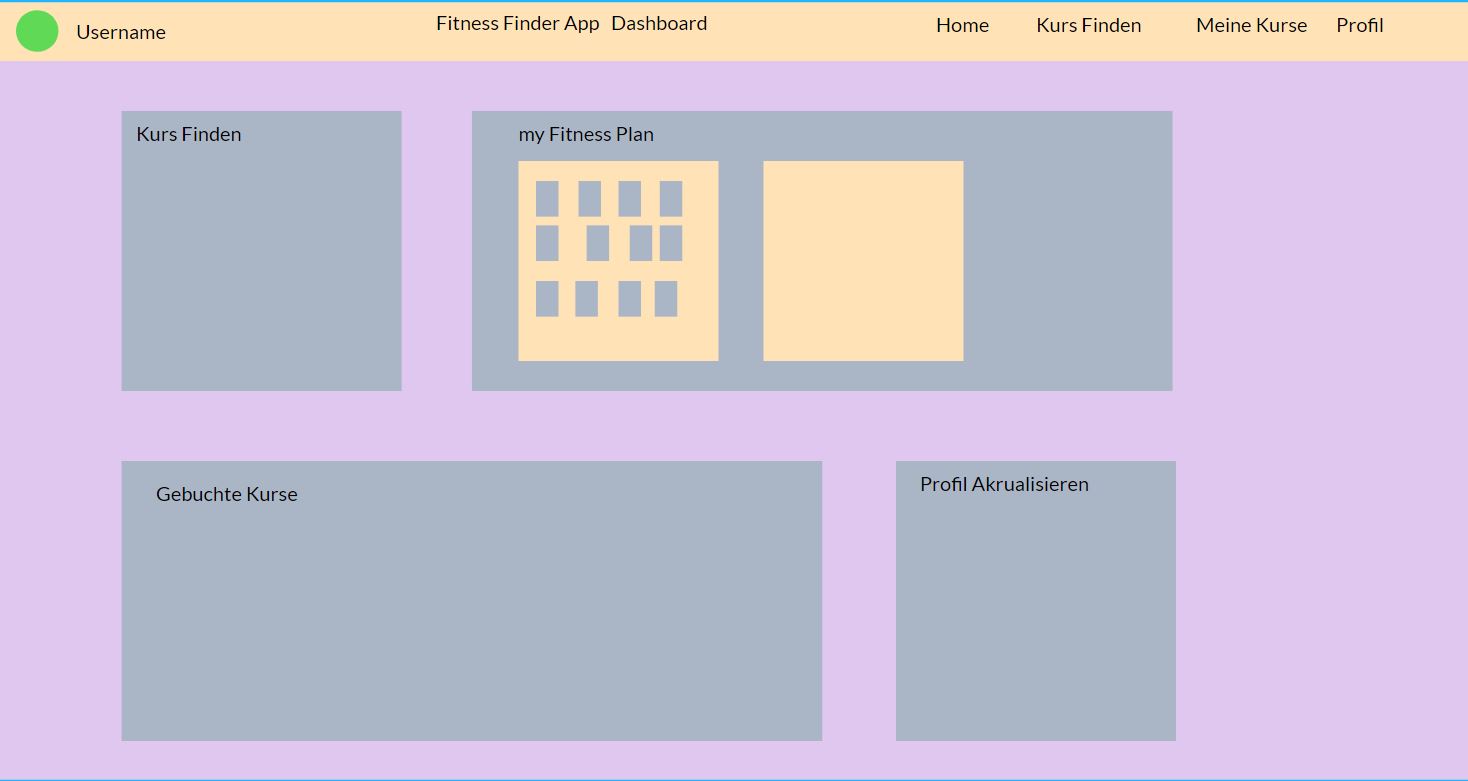 Username
Fitness Finder App Dashboard
Home
Kurs Finden
Meine Kurse
Profil
Kurs Finden
my Fitness Plan
Gebuchte Kurse
Profil Akrualisieren